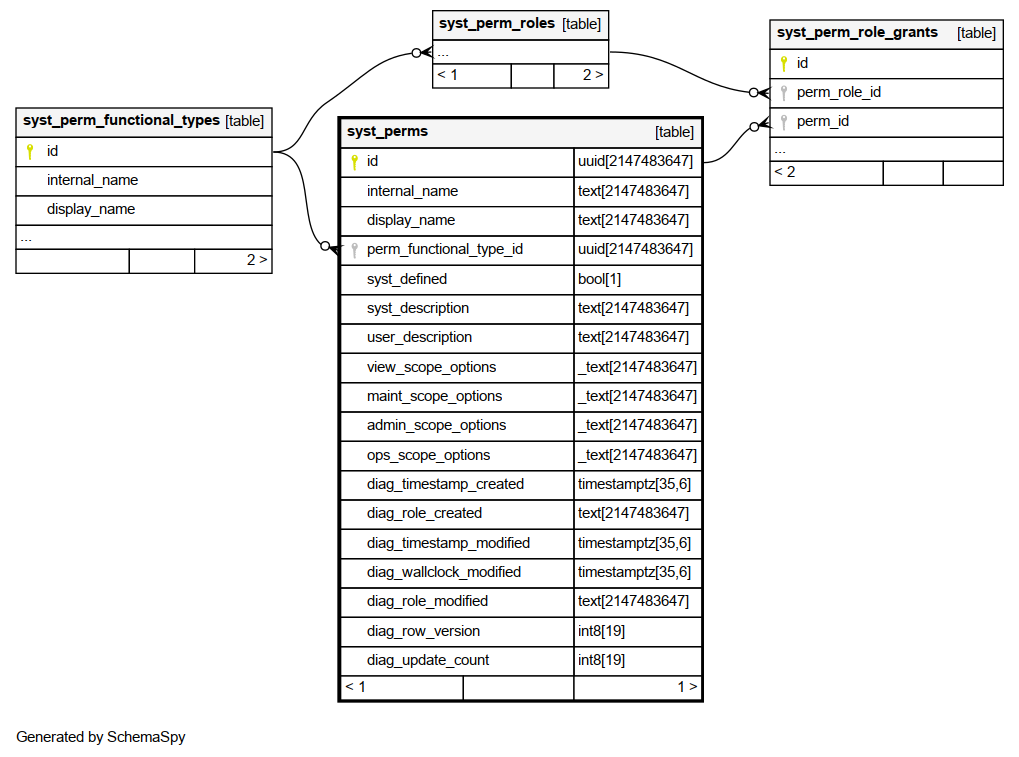 syst_perm_roles [table]
...
< 1 2 >
syst_perm_role_grants [table]
id
perm_role_id
perm_id
...
< 2
syst_perm_functional_types [table]
id
internal_name
display_name
...
2 >
syst_perms [table]
id uuid[2147483647]
internal_name text[2147483647]
display_name text[2147483647]
perm_functional_type_id uuid[2147483647]
syst_defined bool[1]
syst_description text[2147483647]
user_description text[2147483647]
view_scope_options _text[2147483647]
maint_scope_options _text[2147483647]
admin_scope_options _text[2147483647]
ops_scope_options _text[2147483647]
diag_timestamp_created timestamptz[35,6]
diag_role_created text[2147483647]
diag_timestamp_modified timestamptz[35,6]
diag_wallclock_modified timestamptz[35,6]
diag_role_modified text[2147483647]
diag_row_version int8[19]
diag_update_count int8[19]
< 1 1 >
Generated by SchemaSpy